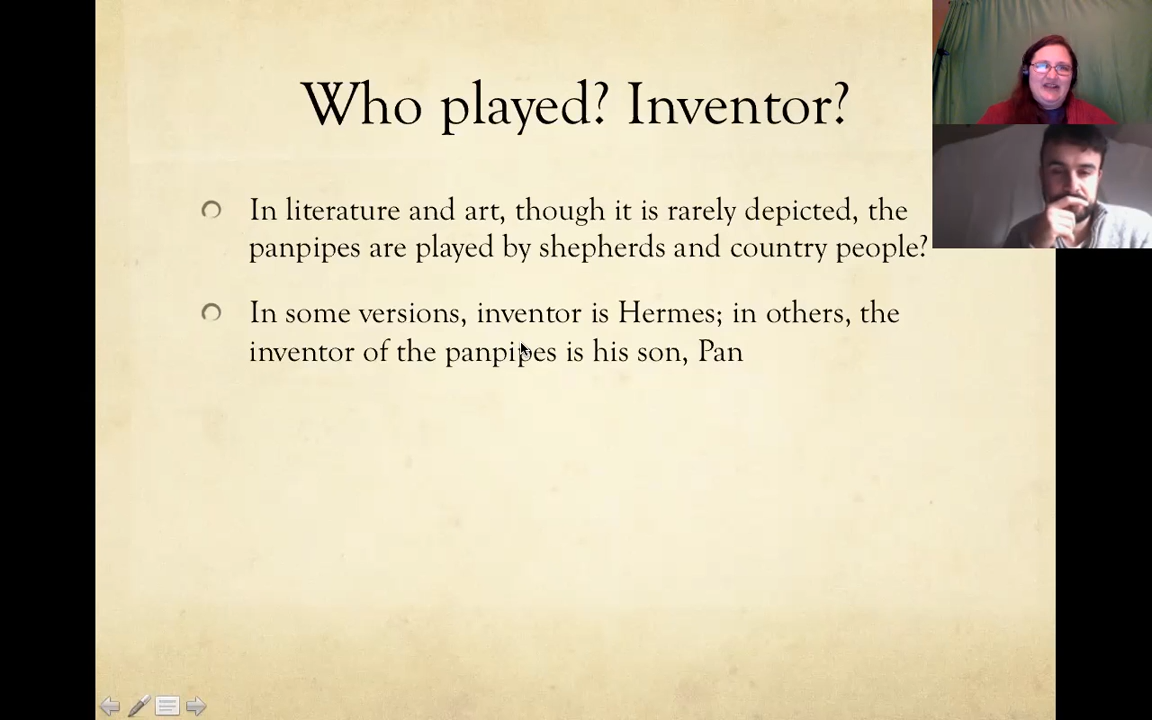 Who played? Inventor?
In literature and art, though it is rarely depicted, the
panpipes are played by shepherds and country people?
In some versions, inventor is Hermes; in others, the
inventor of the panpipes is his son, Pan